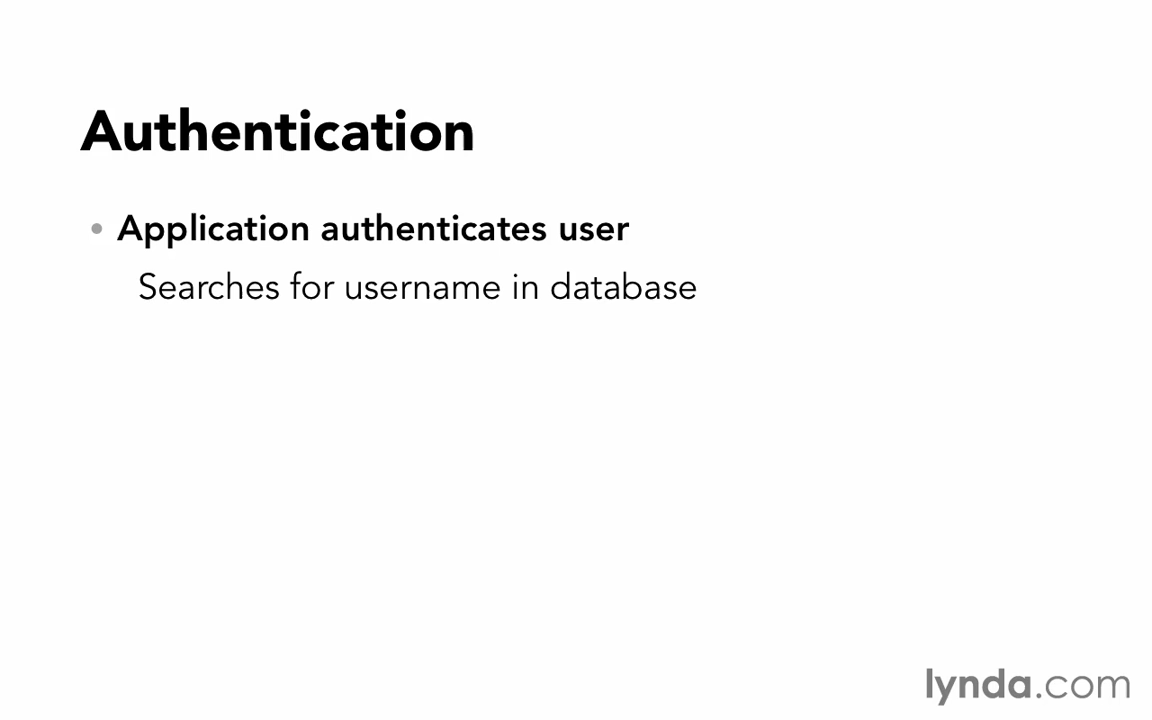 Authentication
• Application authenticates user
Searches for username in database
lynda.com